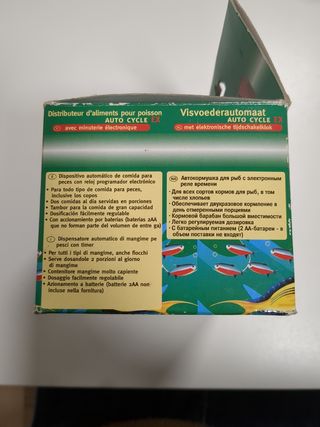 Distributeur d'aliments pour poisson
AUTO CYCLE EX
avec minuterie électronique
Visvoederautomaat
AUTO CYCLE EX
met elektronische tijdschakelklok
E
Dispositivo automático de comida para
peces con reloj programador electrónico
• Para todo tipo de comida para peces,
inclusive los copos
• Dos comidas al día servidas en porciones
• Tambor para la comida de gran capacidad
• Dosificación fácilmente regulable
• Con accionamiento por baterías (baterías 2AA
que no forman parte del volumen de entre ga)
I
Dispensatore automatico di mangime per
pesci con timer
• Per tutti i tipi di mangime, anche fiocchi
• Serve dosandole 2 porzioni al giorno
di mangime
• Contenitore mangime molto capiente
• Dosaggio facilmente regolabile
• Azionamento a batterie (batterie 2AA non
incluse nella fornitura)
Автокормушка для рыб с электронным
реле времени
• Для всех сортов кормов для рыб, в том
числе хлопьев
• Обеспечивает двухразовое кормление в
день отмеренными порциями
• Кормовой барабан большой вместимости
• Легко регулируемая дозировка
• С батарейным питанием (2 АА-батареи - в
объем поставки не входят)